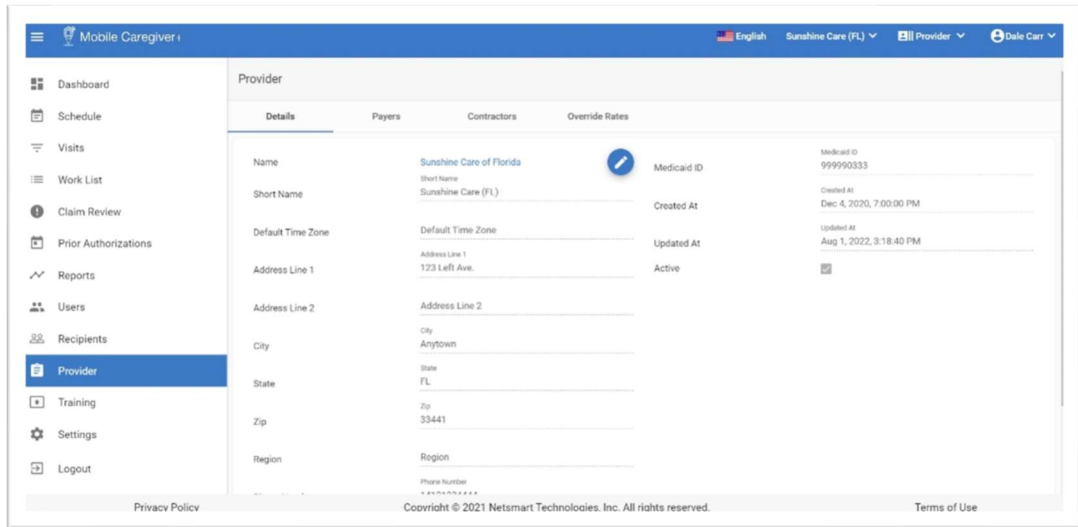 Mobile Caregiver
English Sunshine Care (FL) Provider Dale Carr
Dashboard
Schedule
Visits
Work List
Claim Review
Prior Authorizations
Reports
Users
Recipients
Provider
Training
Settings
Logout
Provider
Details Payers Contractors Override Rates
Name Sunshine Care of Florida
Short Name
Short Name Sunshine Care (FL)
Default Time Zone Default Time Zone
Address Line 1
Address Line 1 123 Left Ave.
Address Line 2 Address Line 2
City
City Anytown
State
State FL
Zip
Zip 33441
Region Region
Phone Number
Medicaid ID
Medicaid ID 999990333
Created At
Created At Dec 4, 2020, 7:00:00 PM
Updated At
Updated At Aug 1, 2022, 3:18:40 PM
Active
Privacy Policy Copyright © 2021 Netsmart Technologies, Inc. All rights reserved. Terms of Use